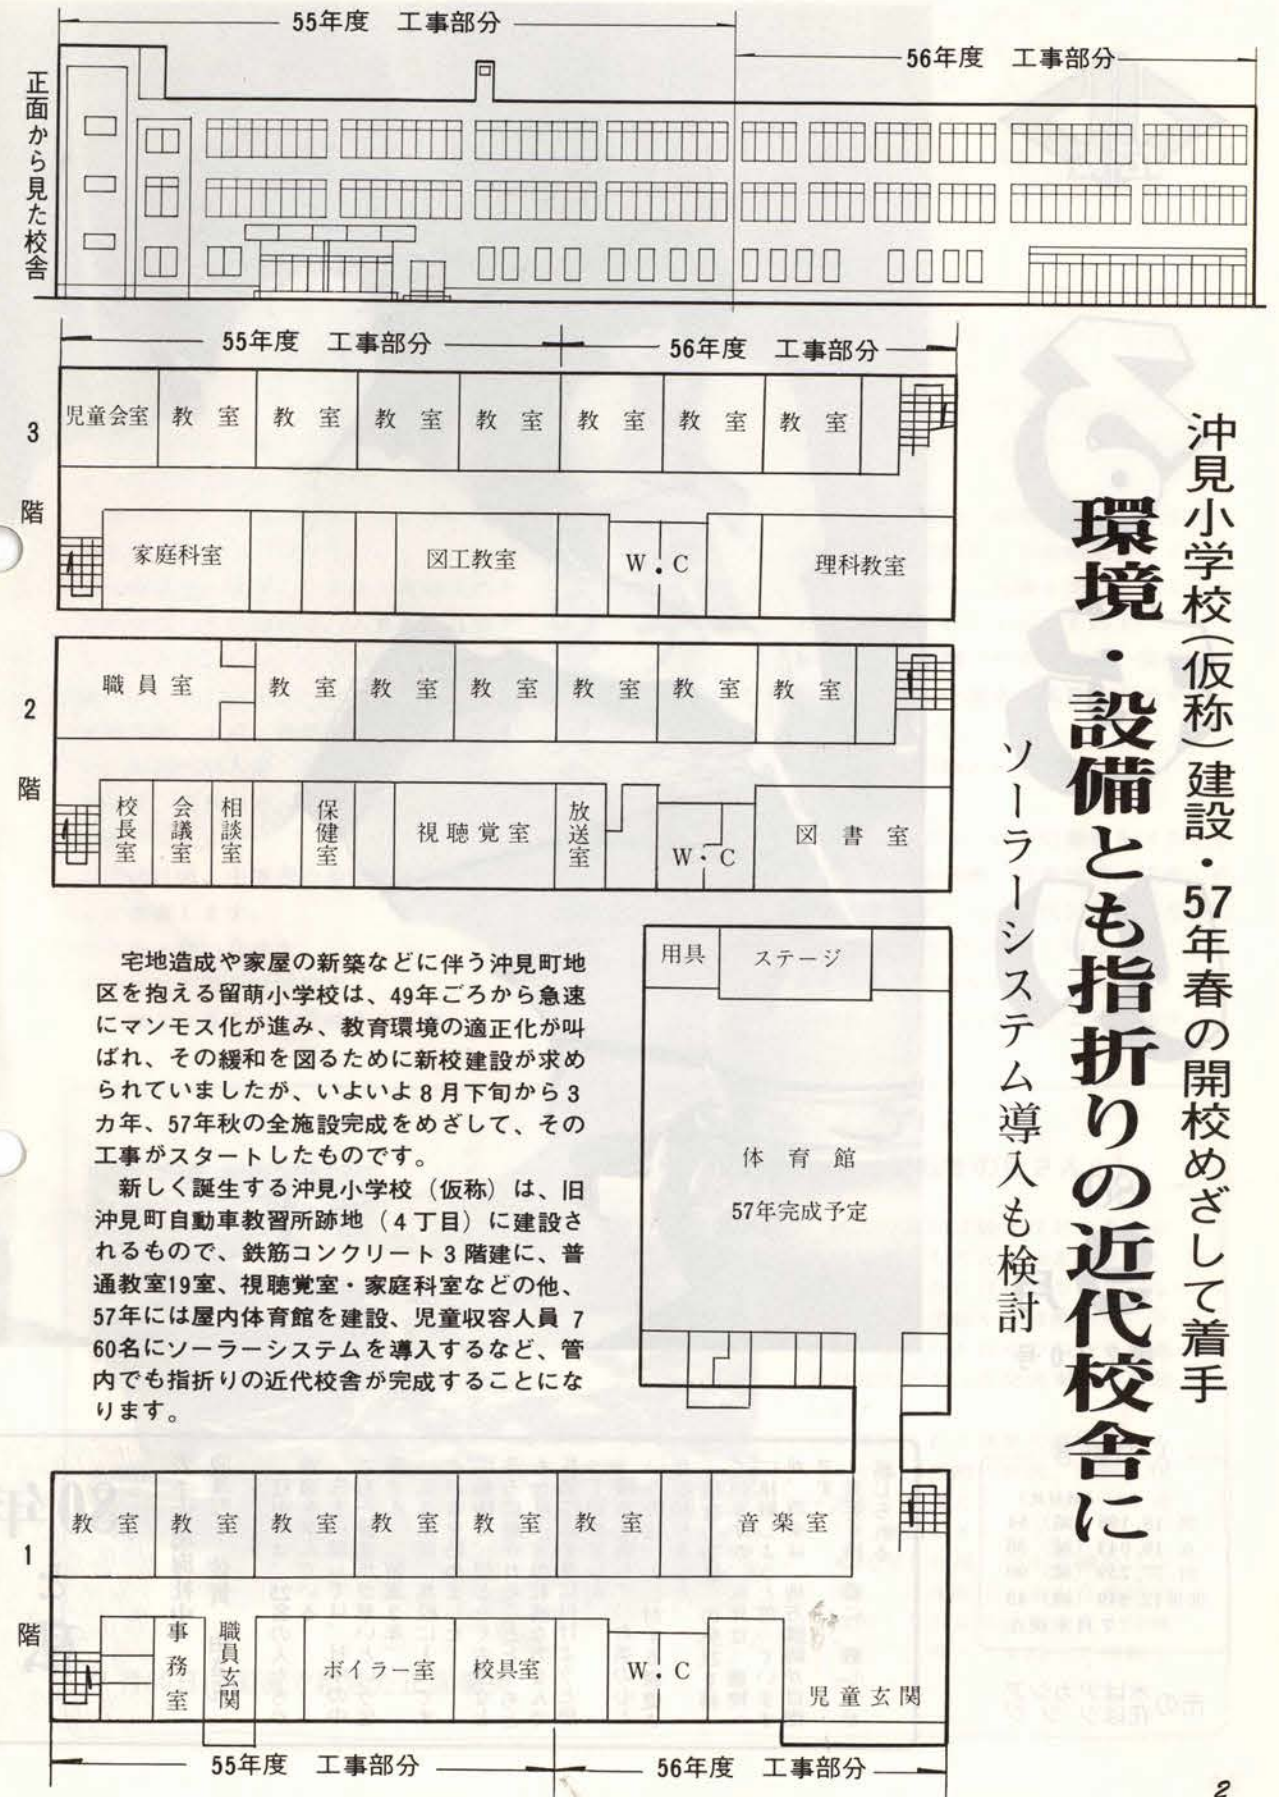 沖見小学校(仮称)建設・57年春の開校めざして着手
環境・設備とも指折りの近代校舎に
ソーラーシステム導入も検討
正面から見た校舎
55年度 工事部分
56年度 工事部分
3階
55年度 工事部分
56年度 工事部分
児童会室 教室 教室 教室 教室 教室 教室 教室
家庭科室 図工教室 W・C 理科教室
2階
職員室 教室 教室 教室 教室 教室 教室
校長室 会議室 相談室 保健室 視聴覚室 放送室 W・C 図書室
宅地造成や家屋の新築などに伴う沖見町地
区を抱える留萌小学校は、49年ごろから急速
にマンモス化が進み、教育環境の適正化が叫
ばれ、その緩和を図るために新校建設が求め
られていましたが、いよいよ8月下旬から3
カ年、57年秋の全施設完成をめざして、その
工事がスタートしたものです。
新しく誕生する沖見小学校(仮称)は、旧
沖見町自動車教習所跡地(4丁目)に建設さ
れるもので、鉄筋コンクリート3階建に、普
通教室19室、視聴覚室・家庭科室などの他、
57年には屋内体育館を建設、児童収容人員 7
60名にソーラーシステムを導入するなど、管
内でも指折りの近代校舎が完成することにな
ります。
用具 ステージ
体育館
57年完成予定
1階
教室 教室 教室 教室 教室 教室 音楽室
事務室 職員玄関 ボイラー室 校具室 W・C 児童玄関
55年度 工事部分
56年度 工事部分
2